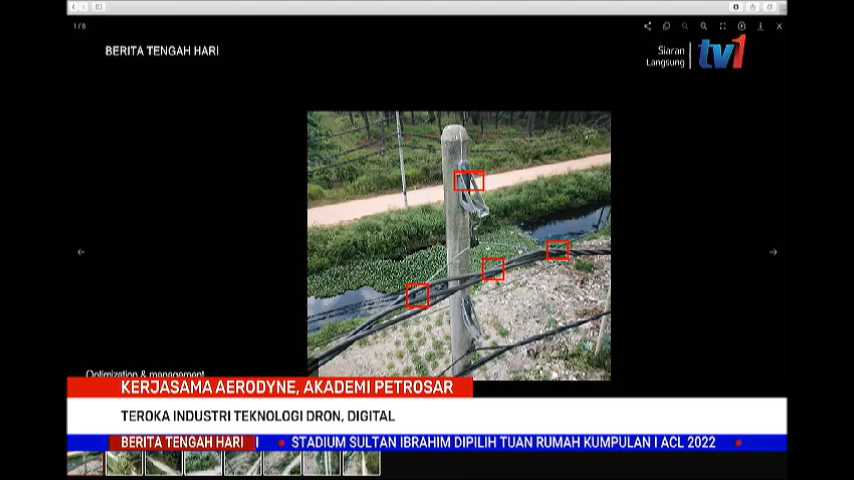 1 / 8
BERITA TENGAH HARI
Siaran
Langsung
tv1
Optimization & management
KERJASAMA AERODYNE, AKADEMI PETROSAR
TEROKA INDUSTRI TEKNOLOGI DRON, DIGITAL
BERITA TENGAH HARI
STADIUM SULTAN IBRAHIM DIPILIH TUAN RUMAH KUMPULAN I ACL 2022